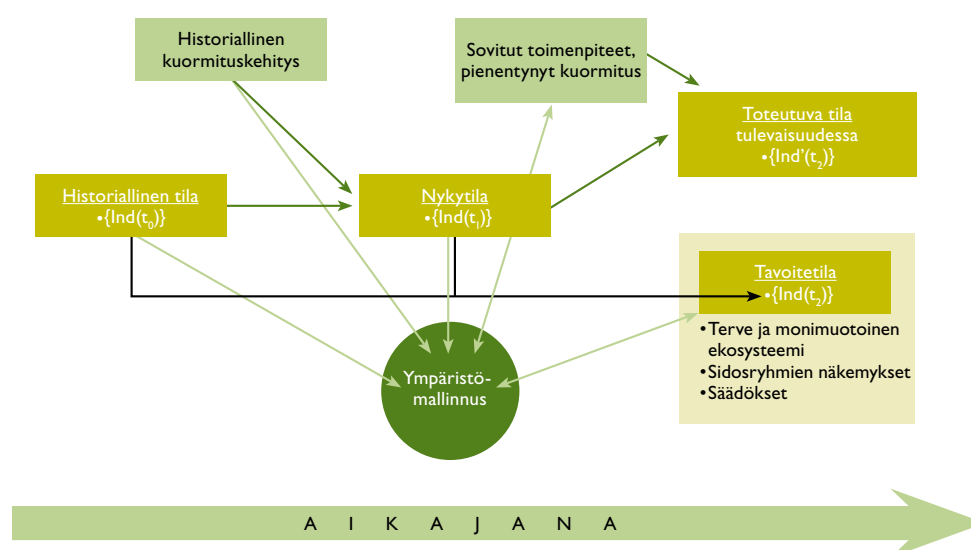 Historiallinen
kuormituskehitys
Sovitut toimenpiteet,
pienentynyt kuormitus
Toteutuva tila
tulevaisuudessa
•{Ind’(t₂)}
Historiallinen tila
•{Ind(t₀)}
Nykytila
•{Ind(t₁)}
Tavoitetila
•{Ind(t₂)}
•Terve ja monimuotoinen
ekosysteemi
•Sidosryhmien näkemykset
•Säädökset
Ympäristö-
mallinnus
A I K A J A N A